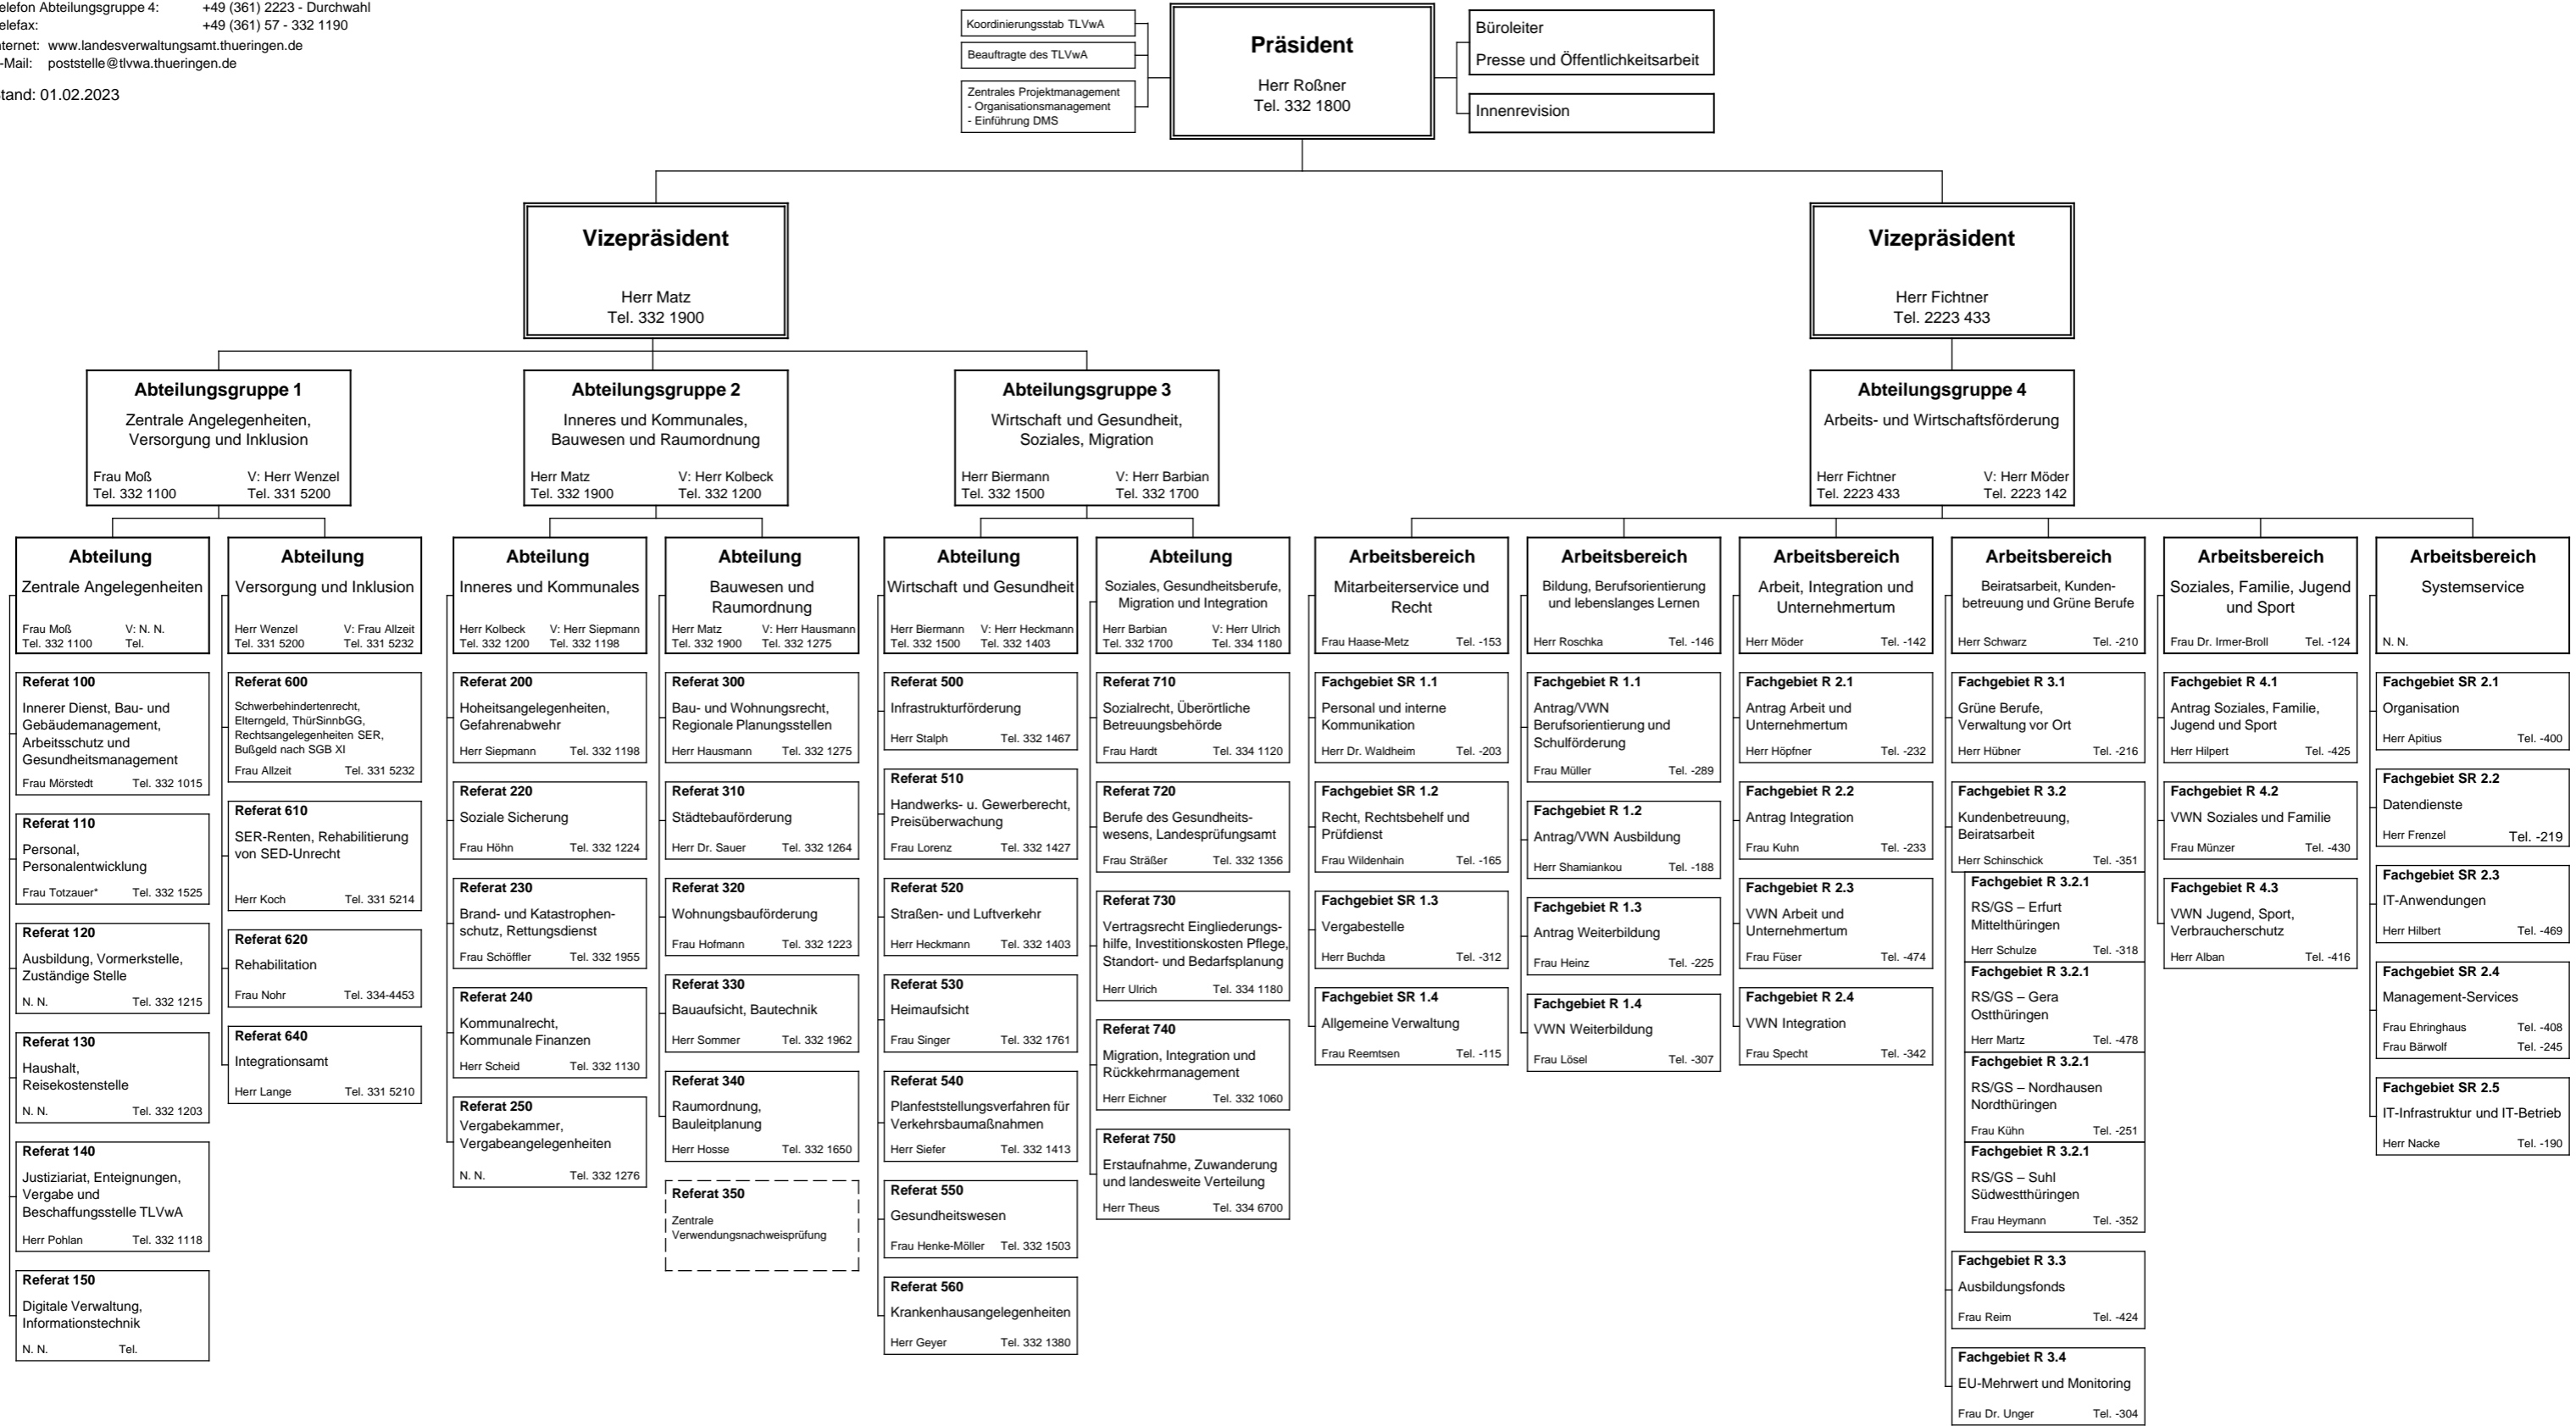 elefon Abteilungsgruppe 4: +49 (361) 2223 - Durchwahl
elefax: +49 (361) 57 - 332 1190
nternet: www.landesverwaltungsamt.thueringen.de
-Mail: poststelle@tlvwa.thueringen.de
Stand: 01.02.2023
Koordinierungsstab TLVwA
Beauftragte des TLVwA
Zentrales Projektmanagement
- Organisationsmanagement
- Einführung DMS
Präsident
Herr Roßner
Tel. 332 1800
Büroleiter
Presse und Öffentlichkeitsarbeit
Innenrevision
Vizepräsident
Herr Matz
Tel. 332 1900
Vizepräsident
Herr Fichtner
Tel. 2223 433
Abteilungsgruppe 1
Zentrale Angelegenheiten,
Versorgung und Inklusion
Frau Moß V: Herr Wenzel
Tel. 332 1100 Tel. 331 5200
Abteilungsgruppe 2
Inneres und Kommunales,
Bauwesen und Raumordnung
Herr Matz V: Herr Kolbeck
Tel. 332 1900 Tel. 332 1200
Abteilungsgruppe 3
Wirtschaft und Gesundheit,
Soziales, Migration
Herr Biermann V: Herr Barbian
Tel. 332 1500 Tel. 332 1700
Abteilungsgruppe 4
Arbeits- und Wirtschaftsförderung
Herr Fichtner V: Herr Möder
Tel. 2223 433 Tel. 2223 142
Abteilung
Zentrale Angelegenheiten
Frau Moß V: N. N.
Tel. 332 1100 Tel.
Referat 100
Innerer Dienst, Bau- und
Gebäudemanagement,
Arbeitsschutz und
Gesundheitsmanagement
Frau Mörstedt Tel. 332 1015
Referat 110
Personal,
Personalentwicklung
Frau Totzauer* Tel. 332 1525
Referat 120
Ausbildung, Vormerkstelle,
Zuständige Stelle
N. N. Tel. 332 1215
Referat 130
Haushalt,
Reisekostenstelle
N. N. Tel. 332 1203
Referat 140
Justiziariat, Enteignungen,
Vergabe und
Beschaffungsstelle TLVwA
Herr Pohlan Tel. 332 1118
Referat 150
Digitale Verwaltung,
Informationstechnik
N. N. Tel.
Abteilung
Versorgung und Inklusion
Herr Wenzel V: Frau Allzeit
Tel. 331 5200 Tel. 331 5232
Referat 600
Schwerbehindertenrecht,
Elterngeld, ThürSinnbGG,
Rechtsangelegenheiten SER,
Bußgeld nach SGB XI
Frau Allzeit Tel. 331 5232
Referat 610
SER-Renten, Rehabilitierung
von SED-Unrecht
Herr Koch Tel. 331 5214
Referat 620
Rehabilitation
Frau Nohr Tel. 334-4453
Referat 640
Integrationsamt
Herr Lange Tel. 331 5210
Abteilung
Inneres und Kommunales
Herr Kolbeck V: Herr Siepmann
Tel. 332 1200 Tel. 332 1198
Referat 200
Hoheitsangelegenheiten,
Gefahrenabwehr
Herr Siepmann Tel. 332 1198
Referat 220
Soziale Sicherung
Frau Höhn Tel. 332 1224
Referat 230
Brand- und Katastrophen-
schutz, Rettungsdienst
Frau Schöffler Tel. 332 1955
Referat 240
Kommunalrecht,
Kommunale Finanzen
Herr Scheid Tel. 332 1130
Referat 250
Vergabekammer,
Vergabeangelegenheiten
N. N. Tel. 332 1276
Abteilung
Bauwesen und
Raumordnung
Herr Matz V: Herr Hausmann
Tel. 332 1900 Tel. 332 1275
Referat 300
Bau- und Wohnungsrecht,
Regionale Planungsstellen
Herr Hausmann Tel. 332 1275
Referat 310
Städtebauförderung
Herr Dr. Sauer Tel. 332 1264
Referat 320
Wohnungsbauförderung
Frau Hofmann Tel. 332 1223
Referat 330
Bauaufsicht, Bautechnik
Herr Sommer Tel. 332 1962
Referat 340
Raumordnung,
Bauleitplanung
Herr Hosse Tel. 332 1650
Referat 350
Zentrale
Verwendungsnachweisprüfung
Abteilung
Wirtschaft und Gesundheit
Herr Biermann V: Herr Heckmann
Tel. 332 1500 Tel. 332 1403
Referat 500
Infrastrukturförderung
Herr Stalph Tel. 332 1467
Referat 510
Handwerks- u. Gewerberecht,
Preisüberwachung
Frau Lorenz Tel. 332 1427
Referat 520
Straßen- und Luftverkehr
Herr Heckmann Tel. 332 1403
Referat 530
Heimaufsicht
Frau Singer Tel. 332 1761
Referat 540
Planfeststellungsverfahren für
Verkehrsbaumaßnahmen
Herr Siefer Tel. 332 1413
Referat 550
Gesundheitswesen
Frau Henke-Möller Tel. 332 1503
Referat 560
Krankenhausangelegenheiten
Herr Geyer Tel. 332 1380
Abteilung
Soziales, Gesundheitsberufe,
Migration und Integration
Herr Barbian V: Herr Ulrich
Tel. 332 1700 Tel. 334 1180
Referat 710
Sozialrecht, Überörtliche
Betreuungsbehörde
Frau Hardt Tel. 334 1120
Referat 720
Berufe des Gesundheits-
wesens, Landesprüfungsamt
Frau Sträßer Tel. 332 1356
Referat 730
Vertragsrecht Eingliederungs-
hilfe, Investitionskosten Pflege,
Standort- und Bedarfsplanung
Herr Ulrich Tel. 334 1180
Referat 740
Migration, Integration und
Rückkehrmanagement
Herr Eichner Tel. 332 1060
Referat 750
Erstaufnahme, Zuwanderung
und landesweite Verteilung
Herr Theus Tel. 334 6700
Arbeitsbereich
Mitarbeiterservice und
Recht
Frau Haase-Metz Tel. -153
Fachgebiet SR 1.1
Personal und interne
Kommunikation
Herr Dr. Waldheim Tel. -203
Fachgebiet SR 1.2
Recht, Rechtsbehelf und
Prüfdienst
Frau Wildenhain Tel. -165
Fachgebiet SR 1.3
Vergabestelle
Herr Buchda Tel. -312
Fachgebiet SR 1.4
Allgemeine Verwaltung
Frau Reemtsen Tel. -115
Arbeitsbereich
Bildung, Berufsorientierung
und lebenslanges Lernen
Herr Roschka Tel. -146
Fachgebiet R 1.1
Antrag/VWN
Berufsorientierung und
Schulförderung
Frau Müller Tel. -289
Fachgebiet R 1.2
Antrag/VWN Ausbildung
Herr Shamiankou Tel. -188
Fachgebiet R 1.3
Antrag Weiterbildung
Frau Heinz Tel. -225
Fachgebiet R 1.4
VWN Weiterbildung
Frau Lösel Tel. -307
Arbeitsbereich
Arbeit, Integration und
Unternehmertum
Herr Möder Tel. -142
Fachgebiet R 2.1
Antrag Arbeit und
Unternehmertum
Herr Höpfner Tel. -232
Fachgebiet R 2.2
Antrag Integration
Frau Kuhn Tel. -233
Fachgebiet R 2.3
VWN Arbeit und
Unternehmertum
Frau Füser Tel. -474
Fachgebiet R 2.4
VWN Integration
Frau Specht Tel. -342
Arbeitsbereich
Beiratsarbeit, Kunden-
betreuung und Grüne Berufe
Herr Schwarz Tel. -210
Fachgebiet R 3.1
Grüne Berufe,
Verwaltung vor Ort
Herr Hübner Tel. -216
Fachgebiet R 3.2
Kundenbetreuung,
Beiratsarbeit
Herr Schinschick Tel. -351
Fachgebiet R 3.2.1
RS/GS – Erfurt
Mittelthüringen
Herr Schulze Tel. -318
Fachgebiet R 3.2.1
RS/GS – Gera
Ostthüringen
Herr Martz Tel. -478
Fachgebiet R 3.2.1
RS/GS – Nordhausen
Nordthüringen
Frau Kühn Tel. -251
Fachgebiet R 3.2.1
RS/GS – Suhl
Südwestthüringen
Frau Heymann Tel. -352
Fachgebiet R 3.3
Ausbildungsfonds
Frau Reim Tel. -424
Fachgebiet R 3.4
EU-Mehrwert und Monitoring
Frau Dr. Unger Tel. -304
Arbeitsbereich
Soziales, Familie, Jugend
und Sport
Frau Dr. Irmer-Broll Tel. -124
Fachgebiet R 4.1
Antrag Soziales, Familie,
Jugend und Sport
Herr Hilpert Tel. -425
Fachgebiet R 4.2
VWN Soziales und Familie
Frau Münzer Tel. -430
Fachgebiet R 4.3
VWN Jugend, Sport,
Verbraucherschutz
Herr Alban Tel. -416
Arbeitsbereich
Systemservice
N. N.
Fachgebiet SR 2.1
Organisation
Herr Apitius Tel. -400
Fachgebiet SR 2.2
Datendienste
Herr Frenzel Tel. -219
Fachgebiet SR 2.3
IT-Anwendungen
Herr Hilbert Tel. -469
Fachgebiet SR 2.4
Management-Services
Frau Ehringhaus Tel. -408
Frau Bärwolf Tel. -245
Fachgebiet SR 2.5
IT-Infrastruktur und IT-Betrieb
Herr Nacke Tel. -190